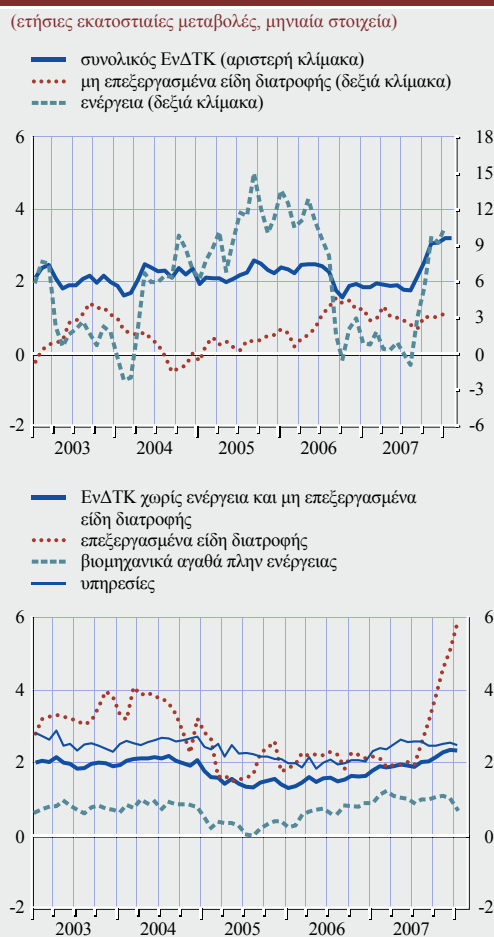 (ετήσιες εκατοστιαίες μεταβολές, μηνιαία στοιχεία)
συνολικός ΕνΔΤΚ (αριστερή κλίμακα)
μη επεξεργασμένα είδη διατροφής (δεξιά κλίμακα)
ενέργεια (δεξιά κλίμακα)
6 18
15
4 12
9
2 6
3
0 0
-3
-2 -6
2003 2004 2005 2006 2007
ΕνΔΤΚ χωρίς ενέργεια και μη επεξεργασμένα
είδη διατροφής
επεξεργασμένα είδη διατροφής
βιομηχανικά αγαθά πλην ενέργειας
υπηρεσίες
6 6
4 4
2 2
0 0
-2 -2
2003 2004 2005 2006 2007